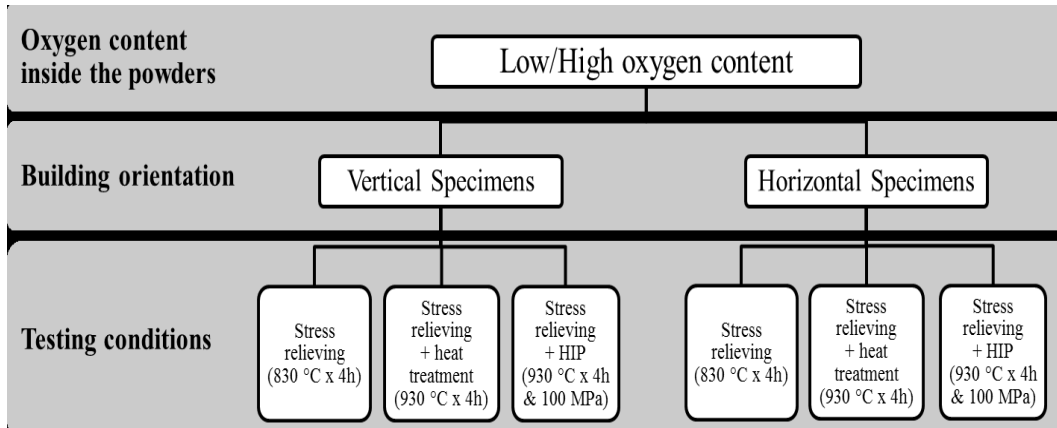 Oxygen content
inside the powders
Low/High oxygen content
Building orientation
Vertical Specimens
Horizontal Specimens
Testing conditions
Stress
relieving
(830 °C x 4h)
Stress
relieving
+ heat
treatment
(930 °C x 4h)
Stress
relieving
+ HIP
(930 °C x 4h
& 100 MPa)
Stress
relieving
(830 °C x 4h)
Stress
relieving
+ heat
treatment
(930 °C x 4h)
Stress
relieving
+ HIP
(930 °C x 4h
& 100 MPa)